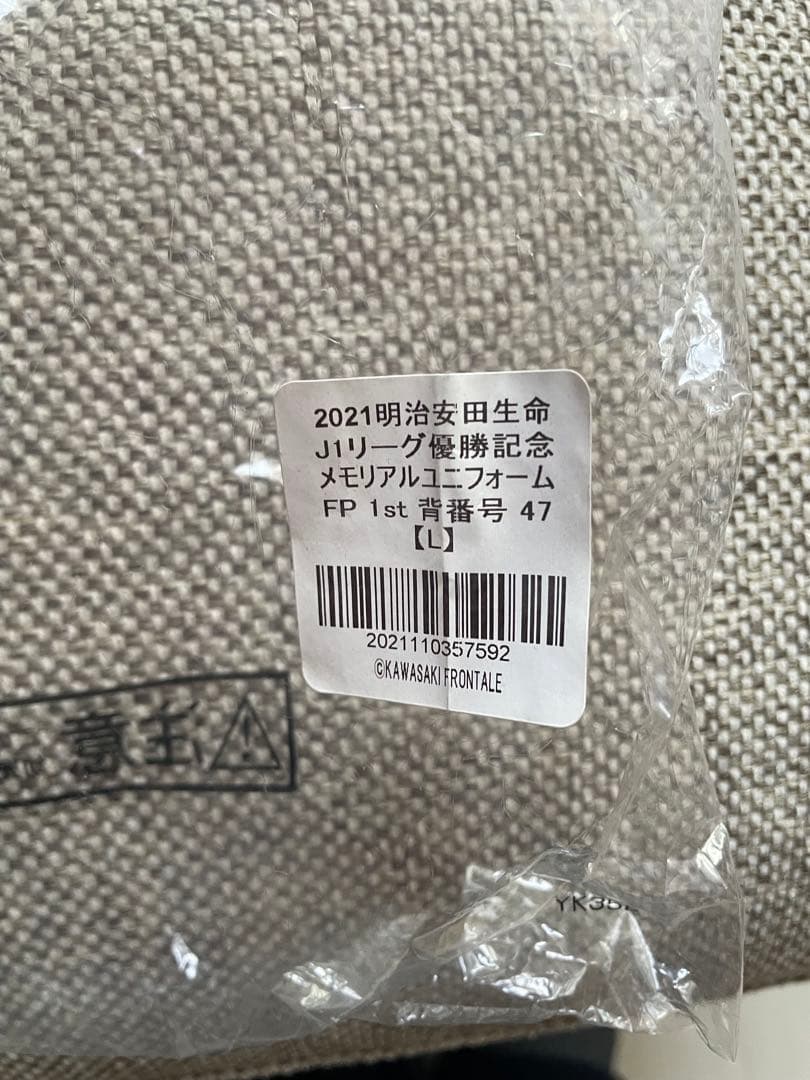 2021明治安田生命
J1リーグ優勝記念
メモリアルユニフォーム
FP 1st 背番号 47
【L】
2021110357592
©KAWASAKI FRONTALE
注意